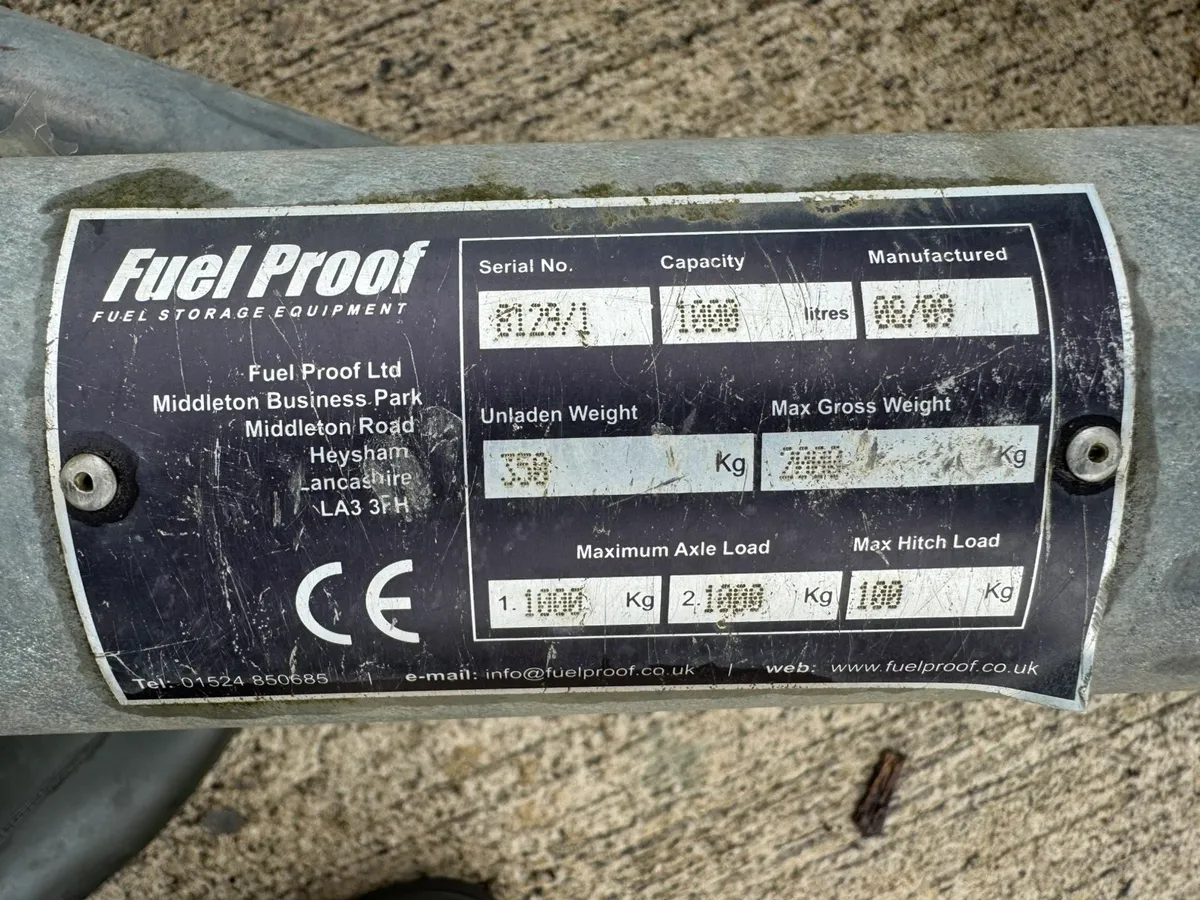 Fuel Proof
FUEL STORAGE EQUIPMENT
Fuel Proof Ltd
Middleton Business Park
Middleton Road
Heysham
Lancashire
LA3 3FH
CE
Serial No. Capacity Manufactured
1000 litres 08/09
Unladen Weight Max Gross Weight
350 Kg 2000 Kg
Maximum Axle Load Max Hitch Load
1. 1000 Kg 2. 1000 Kg 100 Kg
Tel: 01524 850685 | e-mail: info@fuelproof.co.uk | web: www.fuelproof.co.uk